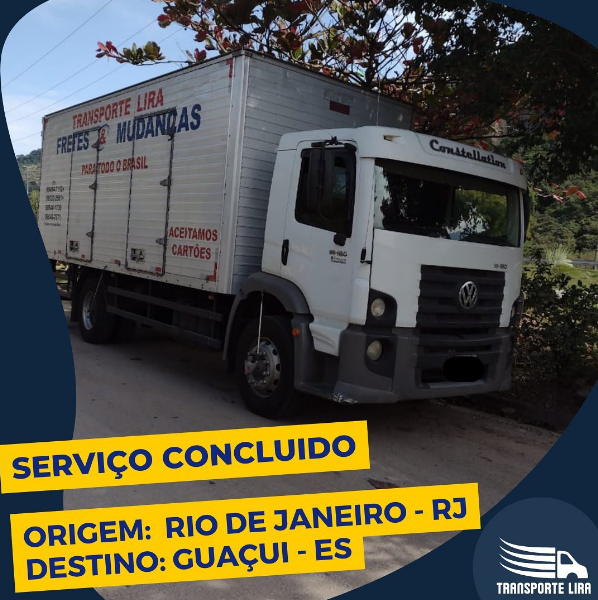 TRANSPORTE LIRA
FRETES & MUDANÇAS
PARA TODO O BRASIL
ACEITAMOS
CARTÕES
Constellation
SERVIÇO CONCLUIDO
ORIGEM: RIO DE JANEIRO - RJ
DESTINO: GUAÇUI - ES
TRANSPORTE LIRA